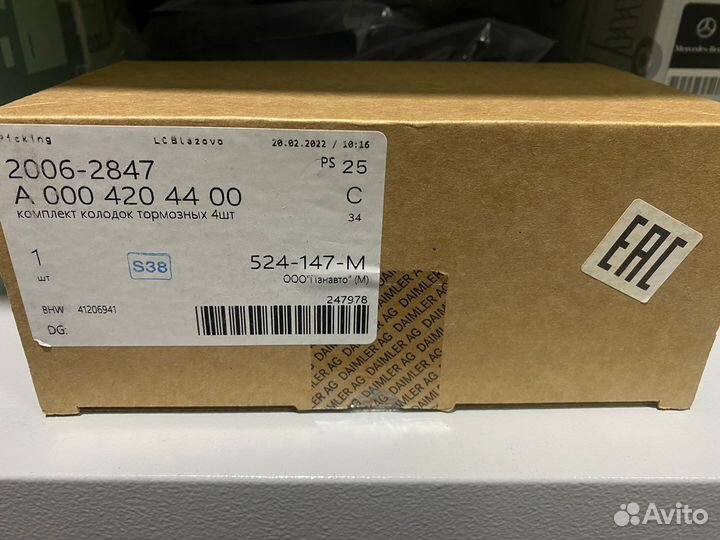 Picking LCBlazovo 20.02.2022 / 10:16
2006-2847 PS 25
A 000 420 44 00 C
комплект колодок тормозных 4шт 34
1 S38 524-147-M
шт ООО"Панавто" (М)
247978
BHW 41206941
DG:
EAC
DAIMLER AG DAIMLER AG DAIMLER AG
Mercedes-Benz
Avito